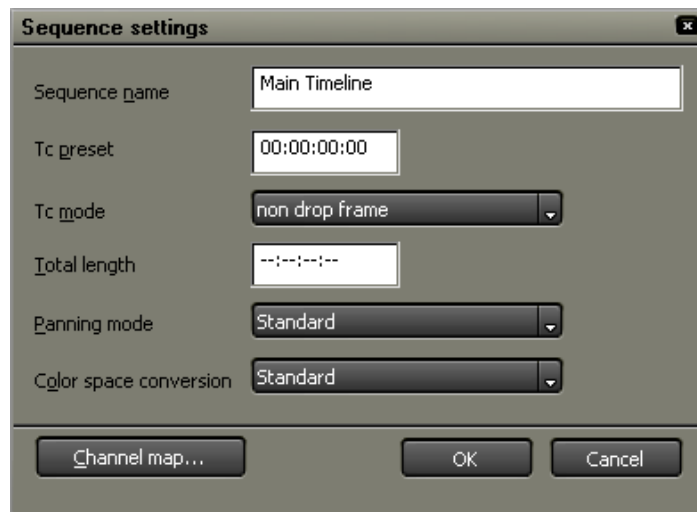 Sequence settings
Sequence name Main Timeline
Tc preset 00:00:00:00
Tc mode non drop frame
Total length --:--:--:--
Panning mode Standard
Color space conversion Standard
Channel map... OK Cancel